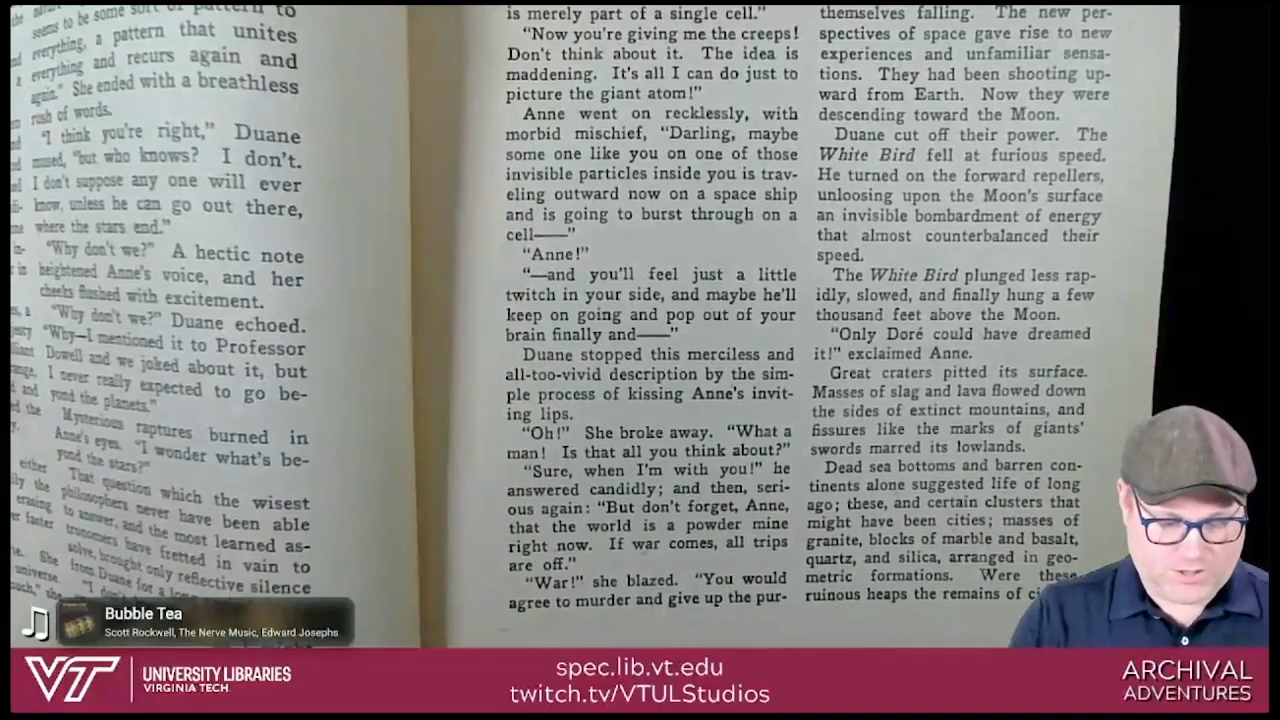 seems to be some sort of pattern to
everything, a pattern that unites
everything and recurs again and
again." She ended with a breathless
rush of words.
"I think you're right," Duane
mused, "but who knows? I don't.
I don't suppose any one will ever
know, unless he can go out there,
where the stars end."
"Why don't we?" A hectic note
heightened Anne's voice, and her
cheeks flushed with excitement.
"Why don't we?" Duane echoed.
"Why—I mentioned it to Professor
Dowell and we joked about it, but
I never really expected to go be-
yond the planets."
Mysterious raptures burned in
Anne's eyes. "I wonder what's be-
yond the stars?"
That question which the wisest
philosophers never have been able
to answer, and the most learned as-
tronomers have fretted in vain to
solve, brought only reflective silence
from Duane for a
is merely part of a single cell."
"Now you're giving me the creeps!
Don't think about it. The idea is
maddening. It's all I can do just to
picture the giant atom!"
Anne went on recklessly, with
morbid mischief, "Darling, maybe
some one like you on one of those
invisible particles inside you is trav-
eling outward now on a space ship
and is going to burst through on a
cell——"
"Anne!"
"—and you'll feel just a little
twitch in your side, and maybe he'll
keep on going and pop out of your
brain finally and——"
Duane stopped this merciless and
all-too-vivid description by the sim-
ple process of kissing Anne's invit-
ing lips.
"Oh!" She broke away. "What a
man! Is that all you think about?"
"Sure, when I'm with you!" he
answered candidly; and then, seri-
ous again: "But don't forget, Anne,
that the world is a powder mine
right now. If war comes, all trips
are off."
"War!" she blazed. "You would
agree to murder and give up the pur-
themselves falling. The new per-
spectives of space gave rise to new
experiences and unfamiliar sensa-
tions. They had been shooting up-
ward from Earth. Now they were
descending toward the Moon.
Duane cut off their power. The
White Bird fell at furious speed.
He turned on the forward repellers,
unloosing upon the Moon's surface
an invisible bombardment of energy
that almost counterbalanced their
speed.
The White Bird plunged less rap-
idly, slowed, and finally hung a few
thousand feet above the Moon.
"Only Doré could have dreamed
it!" exclaimed Anne.
Great craters pitted its surface.
Masses of slag and lava flowed down
the sides of extinct mountains, and
fissures like the marks of giants'
swords marred its lowlands.
Dead sea bottoms and barren con-
tinents alone suggested life of long
ago; these, and certain clusters that
might have been cities; masses of
granite, blocks of marble and basalt,
quartz, and silica, arranged in geo-
metric formations. Were these
ruinous heaps the remains of
Bubble Tea
Scott Rockwell, The Nerve Music, Edward Josephs
VT UNIVERSITY LIBRARIES
VIRGINIA TECH.
spec.lib.vt.edu
twitch.tv/VTULStudios
ARCHIVAL
ADVENTURES